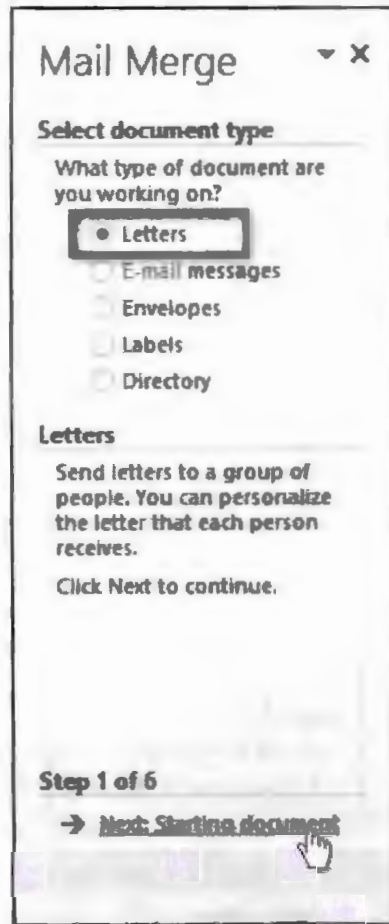 Mail Merge
Select document type
What type of document are
you working on?
Letters
E-mail messages
Envelopes
Labels
Directory
Letters
Send letters to a group of
people. You can personalize
the letter that each person
receives.
Click Next to continue.
Step 1 of 6
→ Next: Starting document